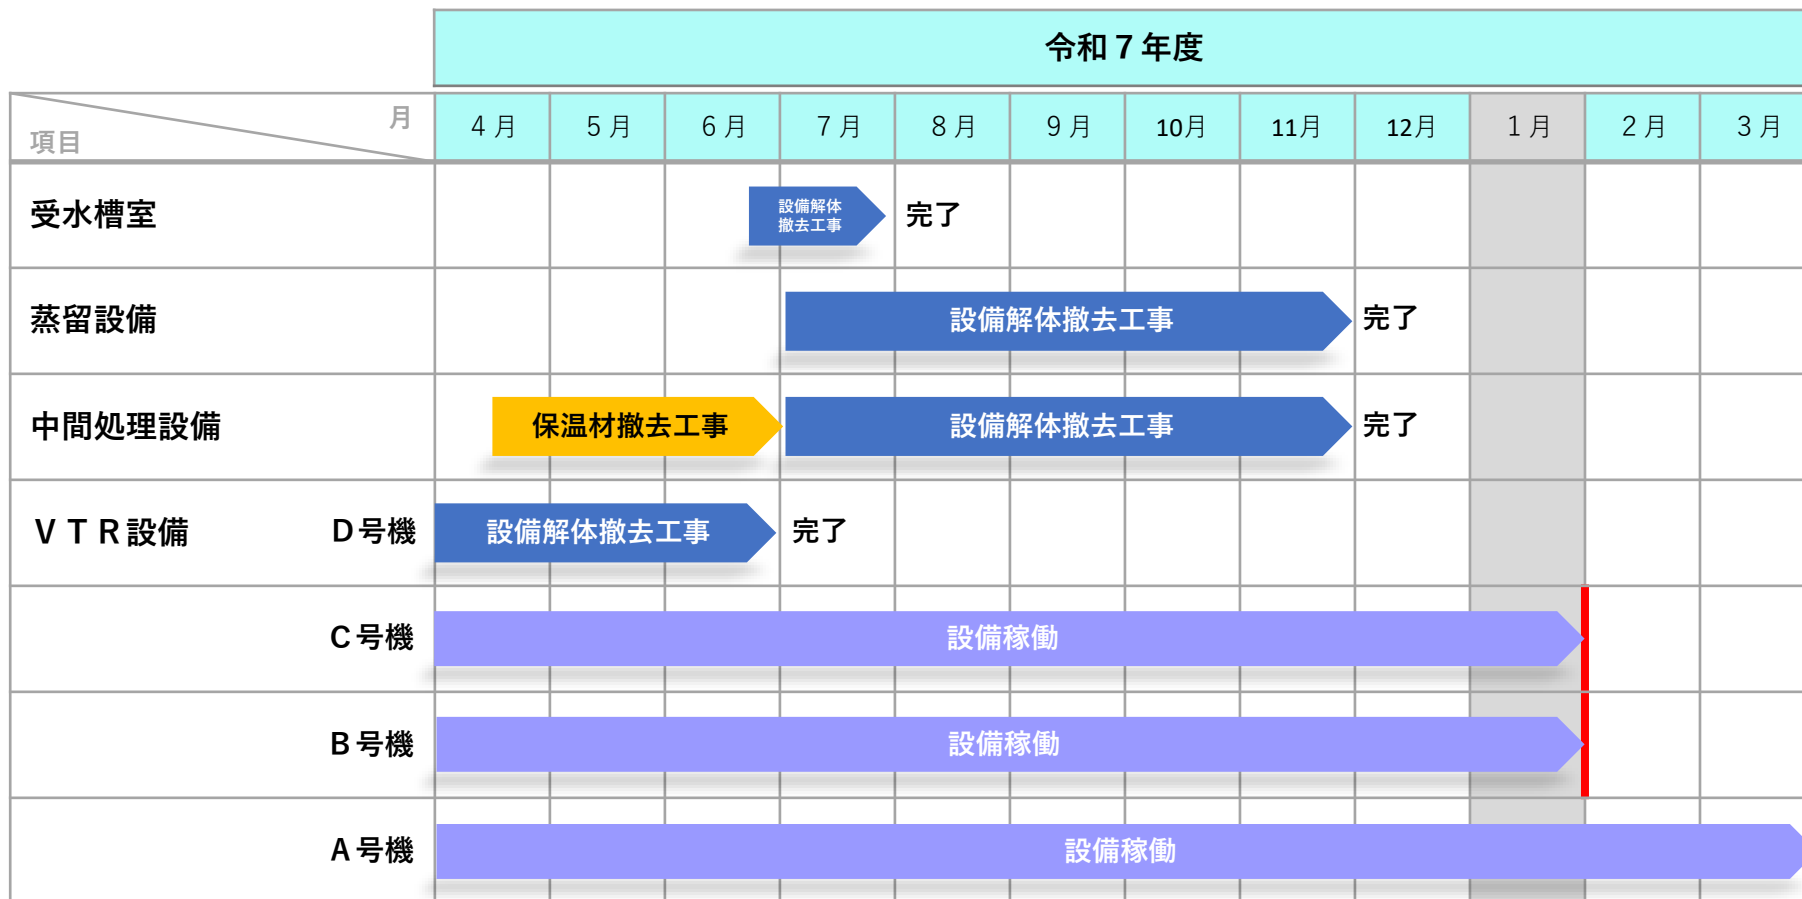 令和７年度
月
項目
４月 ５月 ６月 ７月 ８月 ９月 10月 11月 12月 １月 ２月 ３月
受水槽室
設備解体
撤去工事
完了
蒸留設備
設備解体撤去工事
完了
中間処理設備
保温材撤去工事
設備解体撤去工事
完了
ＶＴＲ設備 Ｄ号機
設備解体撤去工事
完了
Ｃ号機
設備稼働
Ｂ号機
設備稼働
Ａ号機
設備稼働